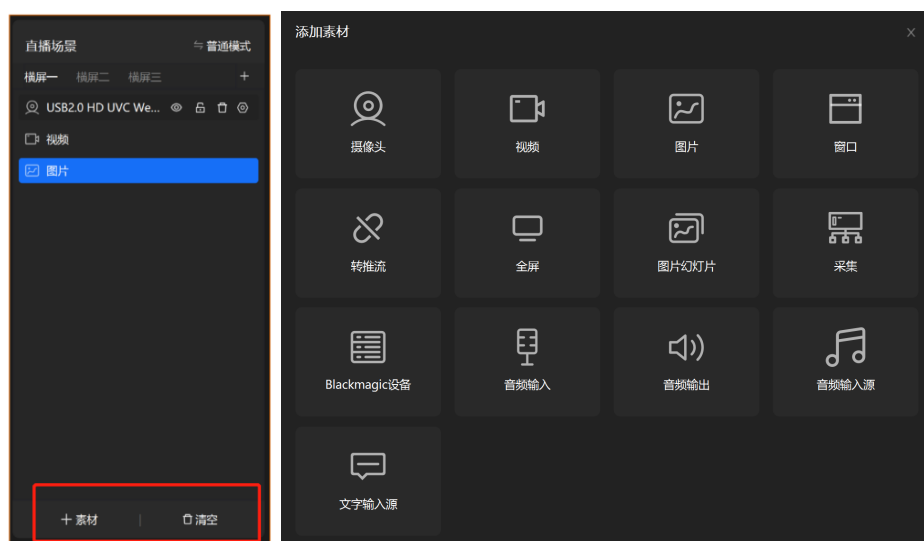 直播场景
普通模式
横屏一 横屏二 横屏三 +
USB2.0 HD UVC We...
视频
图片
+ 素材
清空
添加素材
X
摄像头
视频
图片
窗口
转推流
全屏
图片幻灯片
采集
Blackmagic设备
音频输入
音频输出
音频输入源
文字输入源